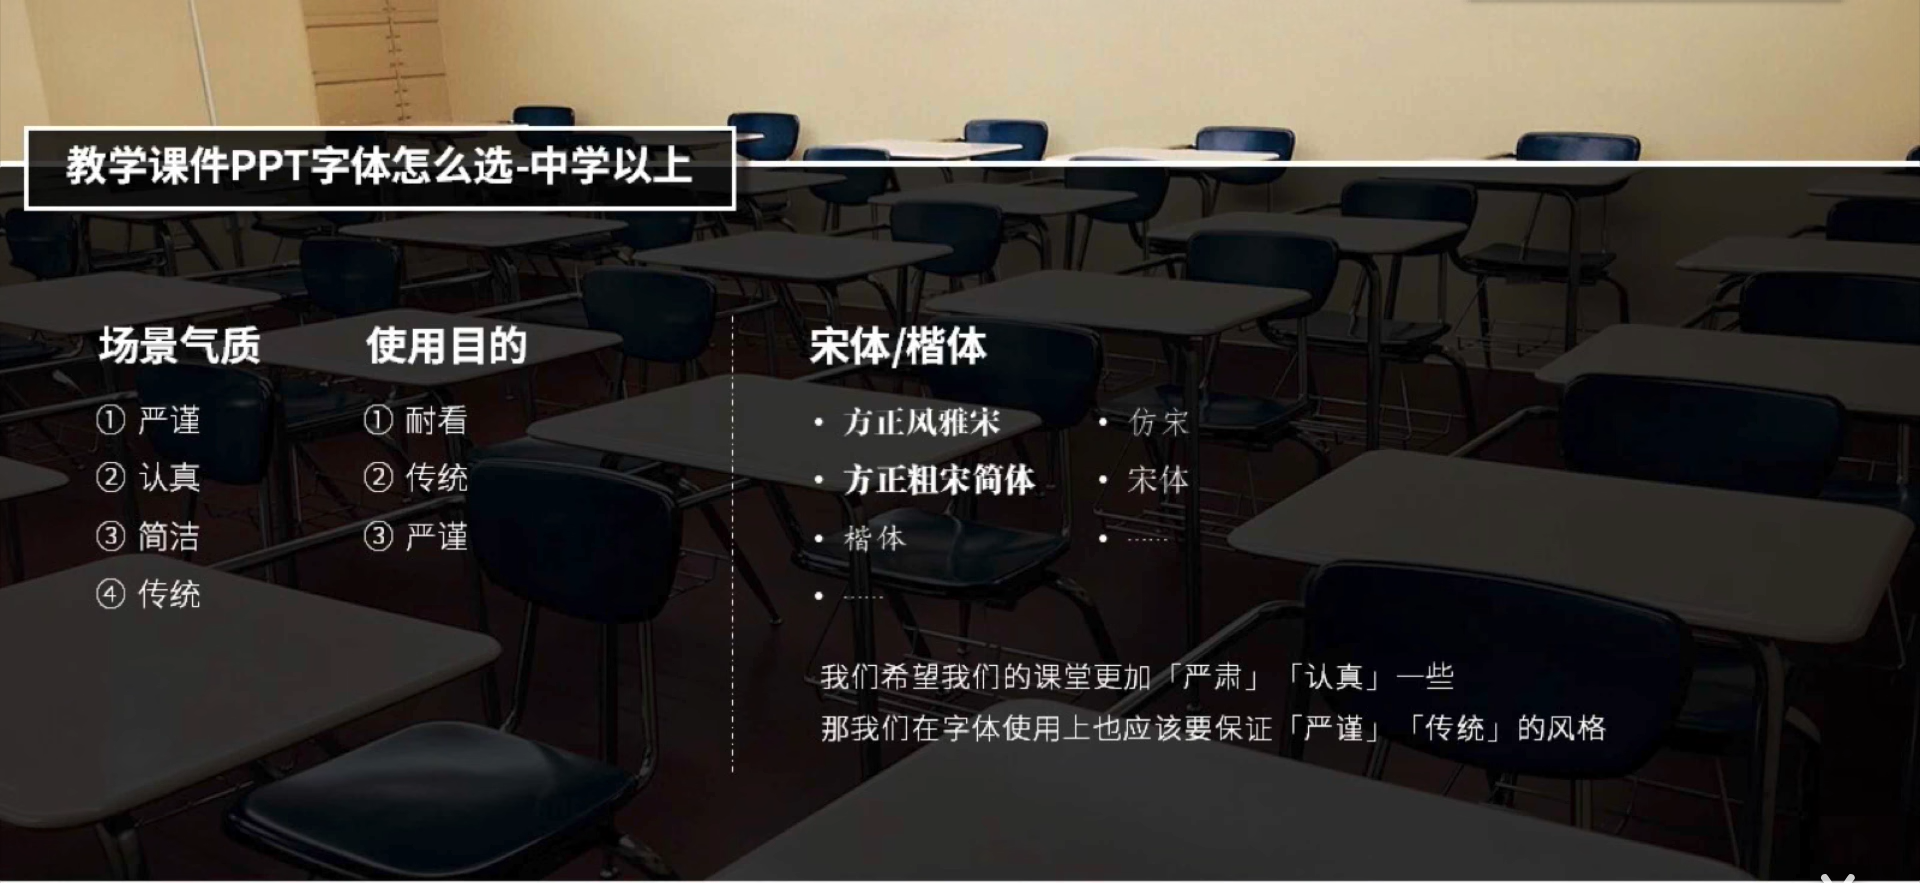 教学课件PPT字体怎么选-中学以上
场景气质
① 严谨
② 认真
③ 简洁
④ 传统
使用目的
① 耐看
② 传统
③ 严谨
宋体/楷体
• 方正风雅宋
• 方正粗宋简体
• 楷体
• ……
• 仿宋
• 宋体
• ……
我们希望我们的课堂更加「严肃」「认真」一些
那我们在字体使用上也应该要保证「严谨」「传统」的风格